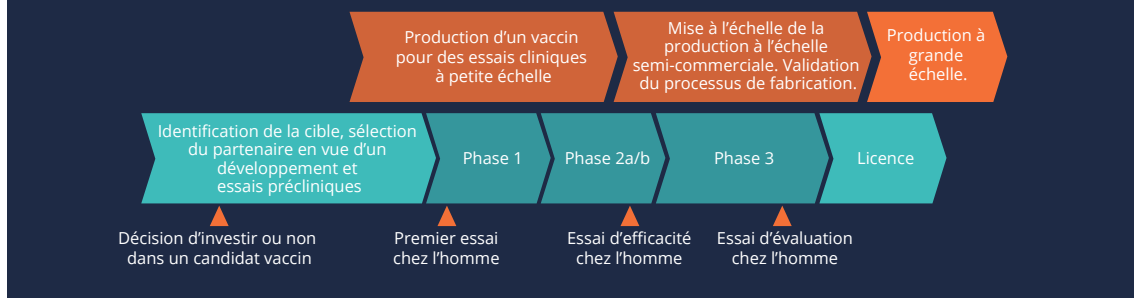 Production d’un vaccin
pour des essais cliniques
à petite échelle
Mise à l’échelle de la
production à l’échelle
semi-commerciale. Validation
du processus de fabrication.
Production à
grande
échelle.
Identification de la cible, sélection
du partenaire en vue d’un
développement et
essais précliniques
Phase 1
Phase 2a/b
Phase 3
Licence
Décision d’investir ou non
dans un candidat vaccin
Premier essai
chez l’homme
Essai d’efficacité
chez l’homme
Essai d’évaluation
chez l’homme